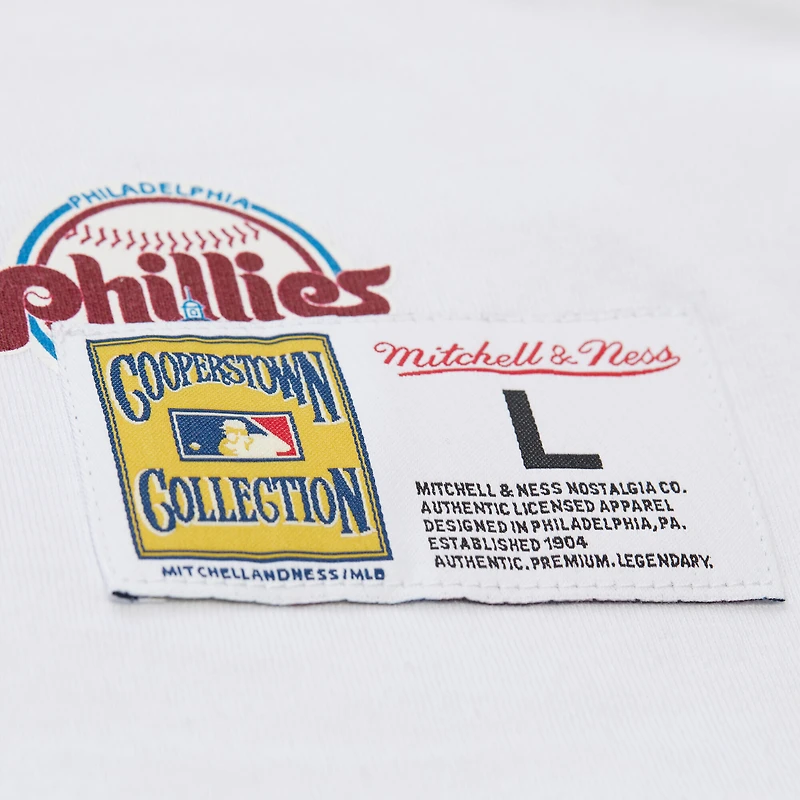 PHILADELPHIA
phillies
COOPERSTOWN
COLLECTION
MITCHELLANDNESS/MLB
Mitchell & Ness
L
MITCHELL & NESS NOSTALGIA CO.
AUTHENTIC LICENSED APPAREL
DESIGNED IN PHILADELPHIA, PA.
ESTABLISHED 1904
AUTHENTIC.PREMIUM.LEGENDARY.